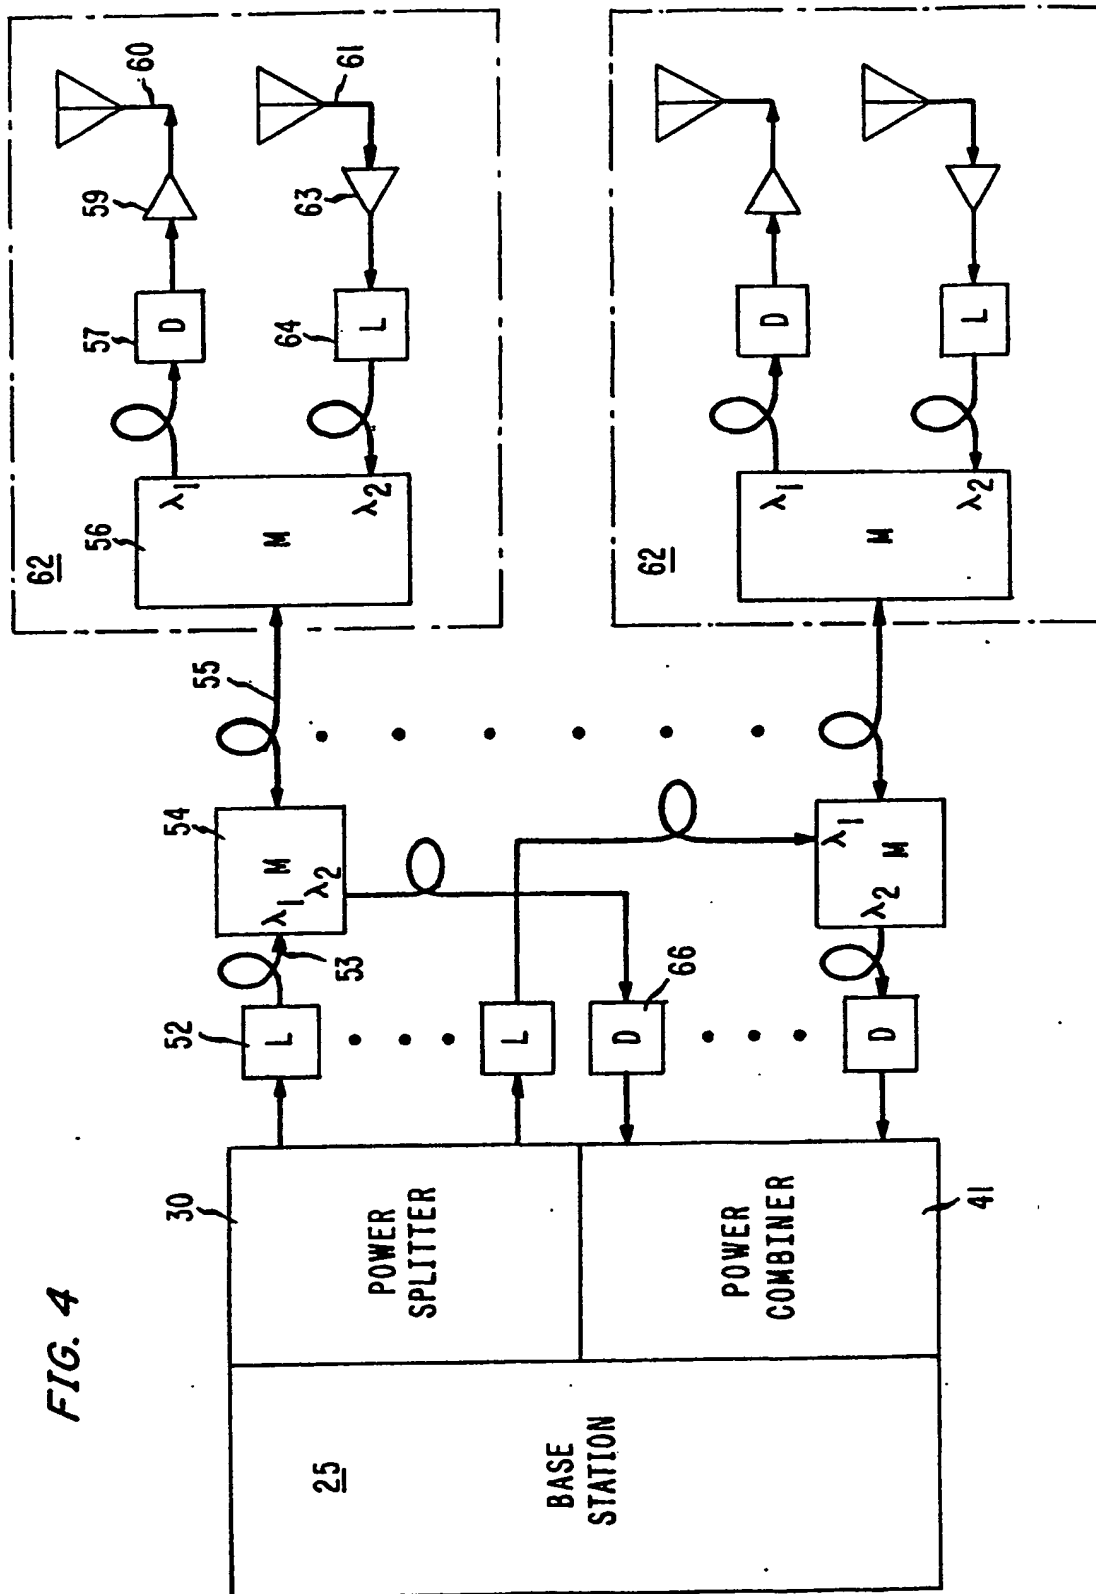 FIG. 4
25
BASE
STATION
30
POWER
SPLITTER
POWER
COMBINER
41
52
L
53
54
M
λ1
λ2
L
66
D
D
λ1
M
λ2
55
62
56
M
λ1
λ2
57
D
59
60
61
63
64
L
62
M
λ1
λ2
D
L